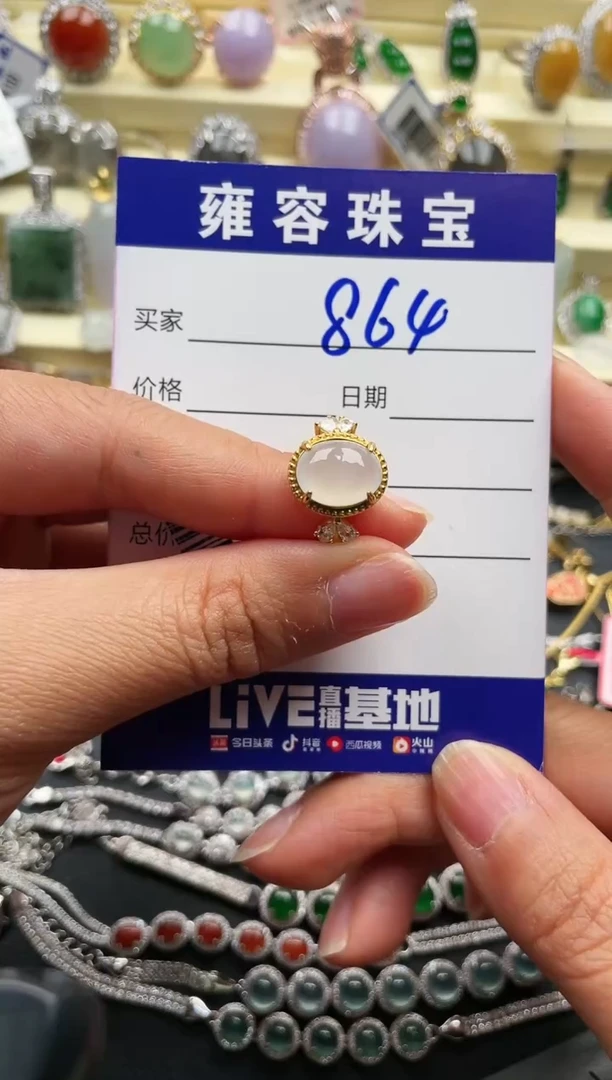 雍容珠宝
买家 864
价格 日期
总价
LiVE直播基地
今日头条 抖音 西瓜视频 火山